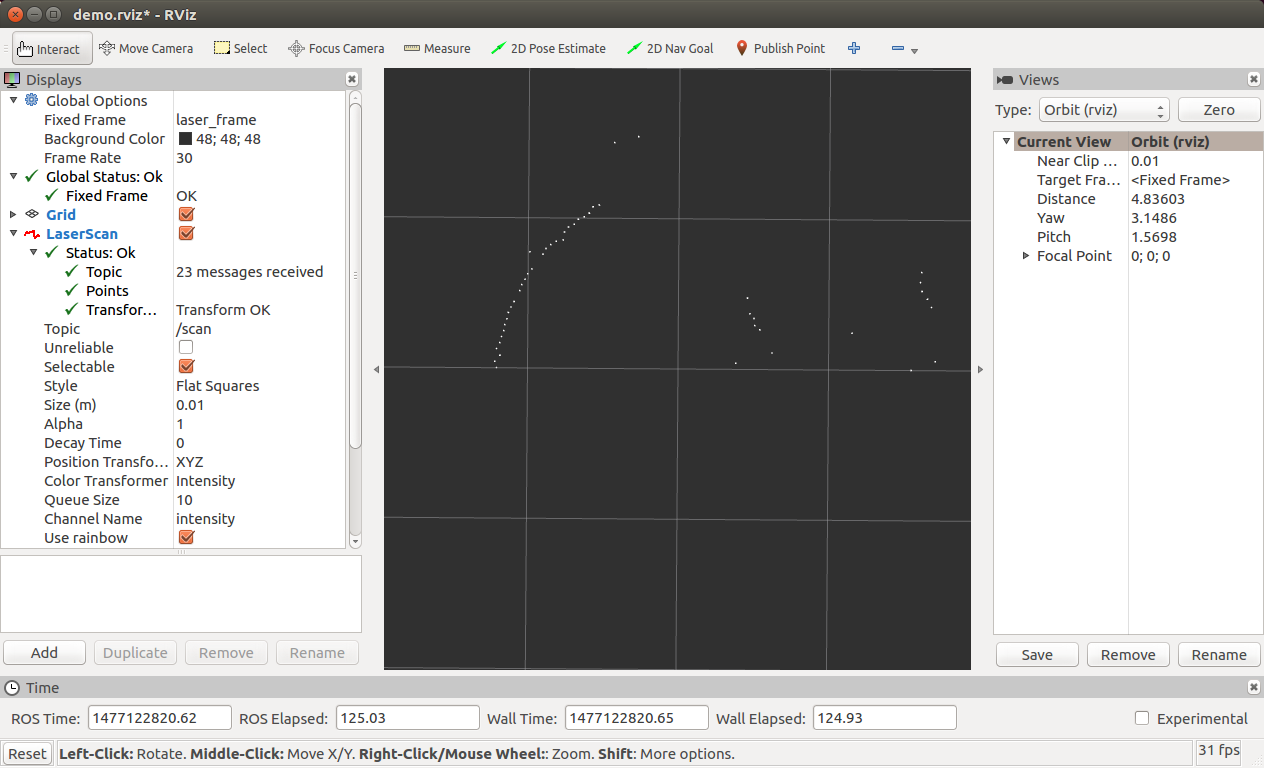 demo.rviz* - RViz
Interact Move Camera Select Focus Camera Measure 2D Pose Estimate 2D Nav Goal Publish Point
Displays
Global Options
Fixed Frame laser_frame
Background Color 48; 48; 48
Frame Rate 30
Global Status: Ok
Fixed Frame OK
Grid
LaserScan
Status: Ok
Topic 23 messages received
Points
Transfor... Transform OK
Topic /scan
Unreliable
Selectable
Style Flat Squares
Size (m) 0.01
Alpha 1
Decay Time 0
Position Transfo... XYZ
Color Transformer Intensity
Queue Size 10
Channel Name intensity
Use rainbow
Add Duplicate Remove Rename
Views
Type: Orbit (rviz) Zero
Current View Orbit (rviz)
Near Clip ... 0.01
Target Fra... <Fixed Frame>
Distance 4.83603
Yaw 3.1486
Pitch 1.5698
Focal Point 0; 0; 0
Save Remove Rename
Time
ROS Time: 1477122820.62 ROS Elapsed: 125.03 Wall Time: 1477122820.65 Wall Elapsed: 124.93 Experimental
Reset Left-Click: Rotate. Middle-Click: Move X/Y. Right-Click/Mouse Wheel:: Zoom. Shift: More options. 31 fps